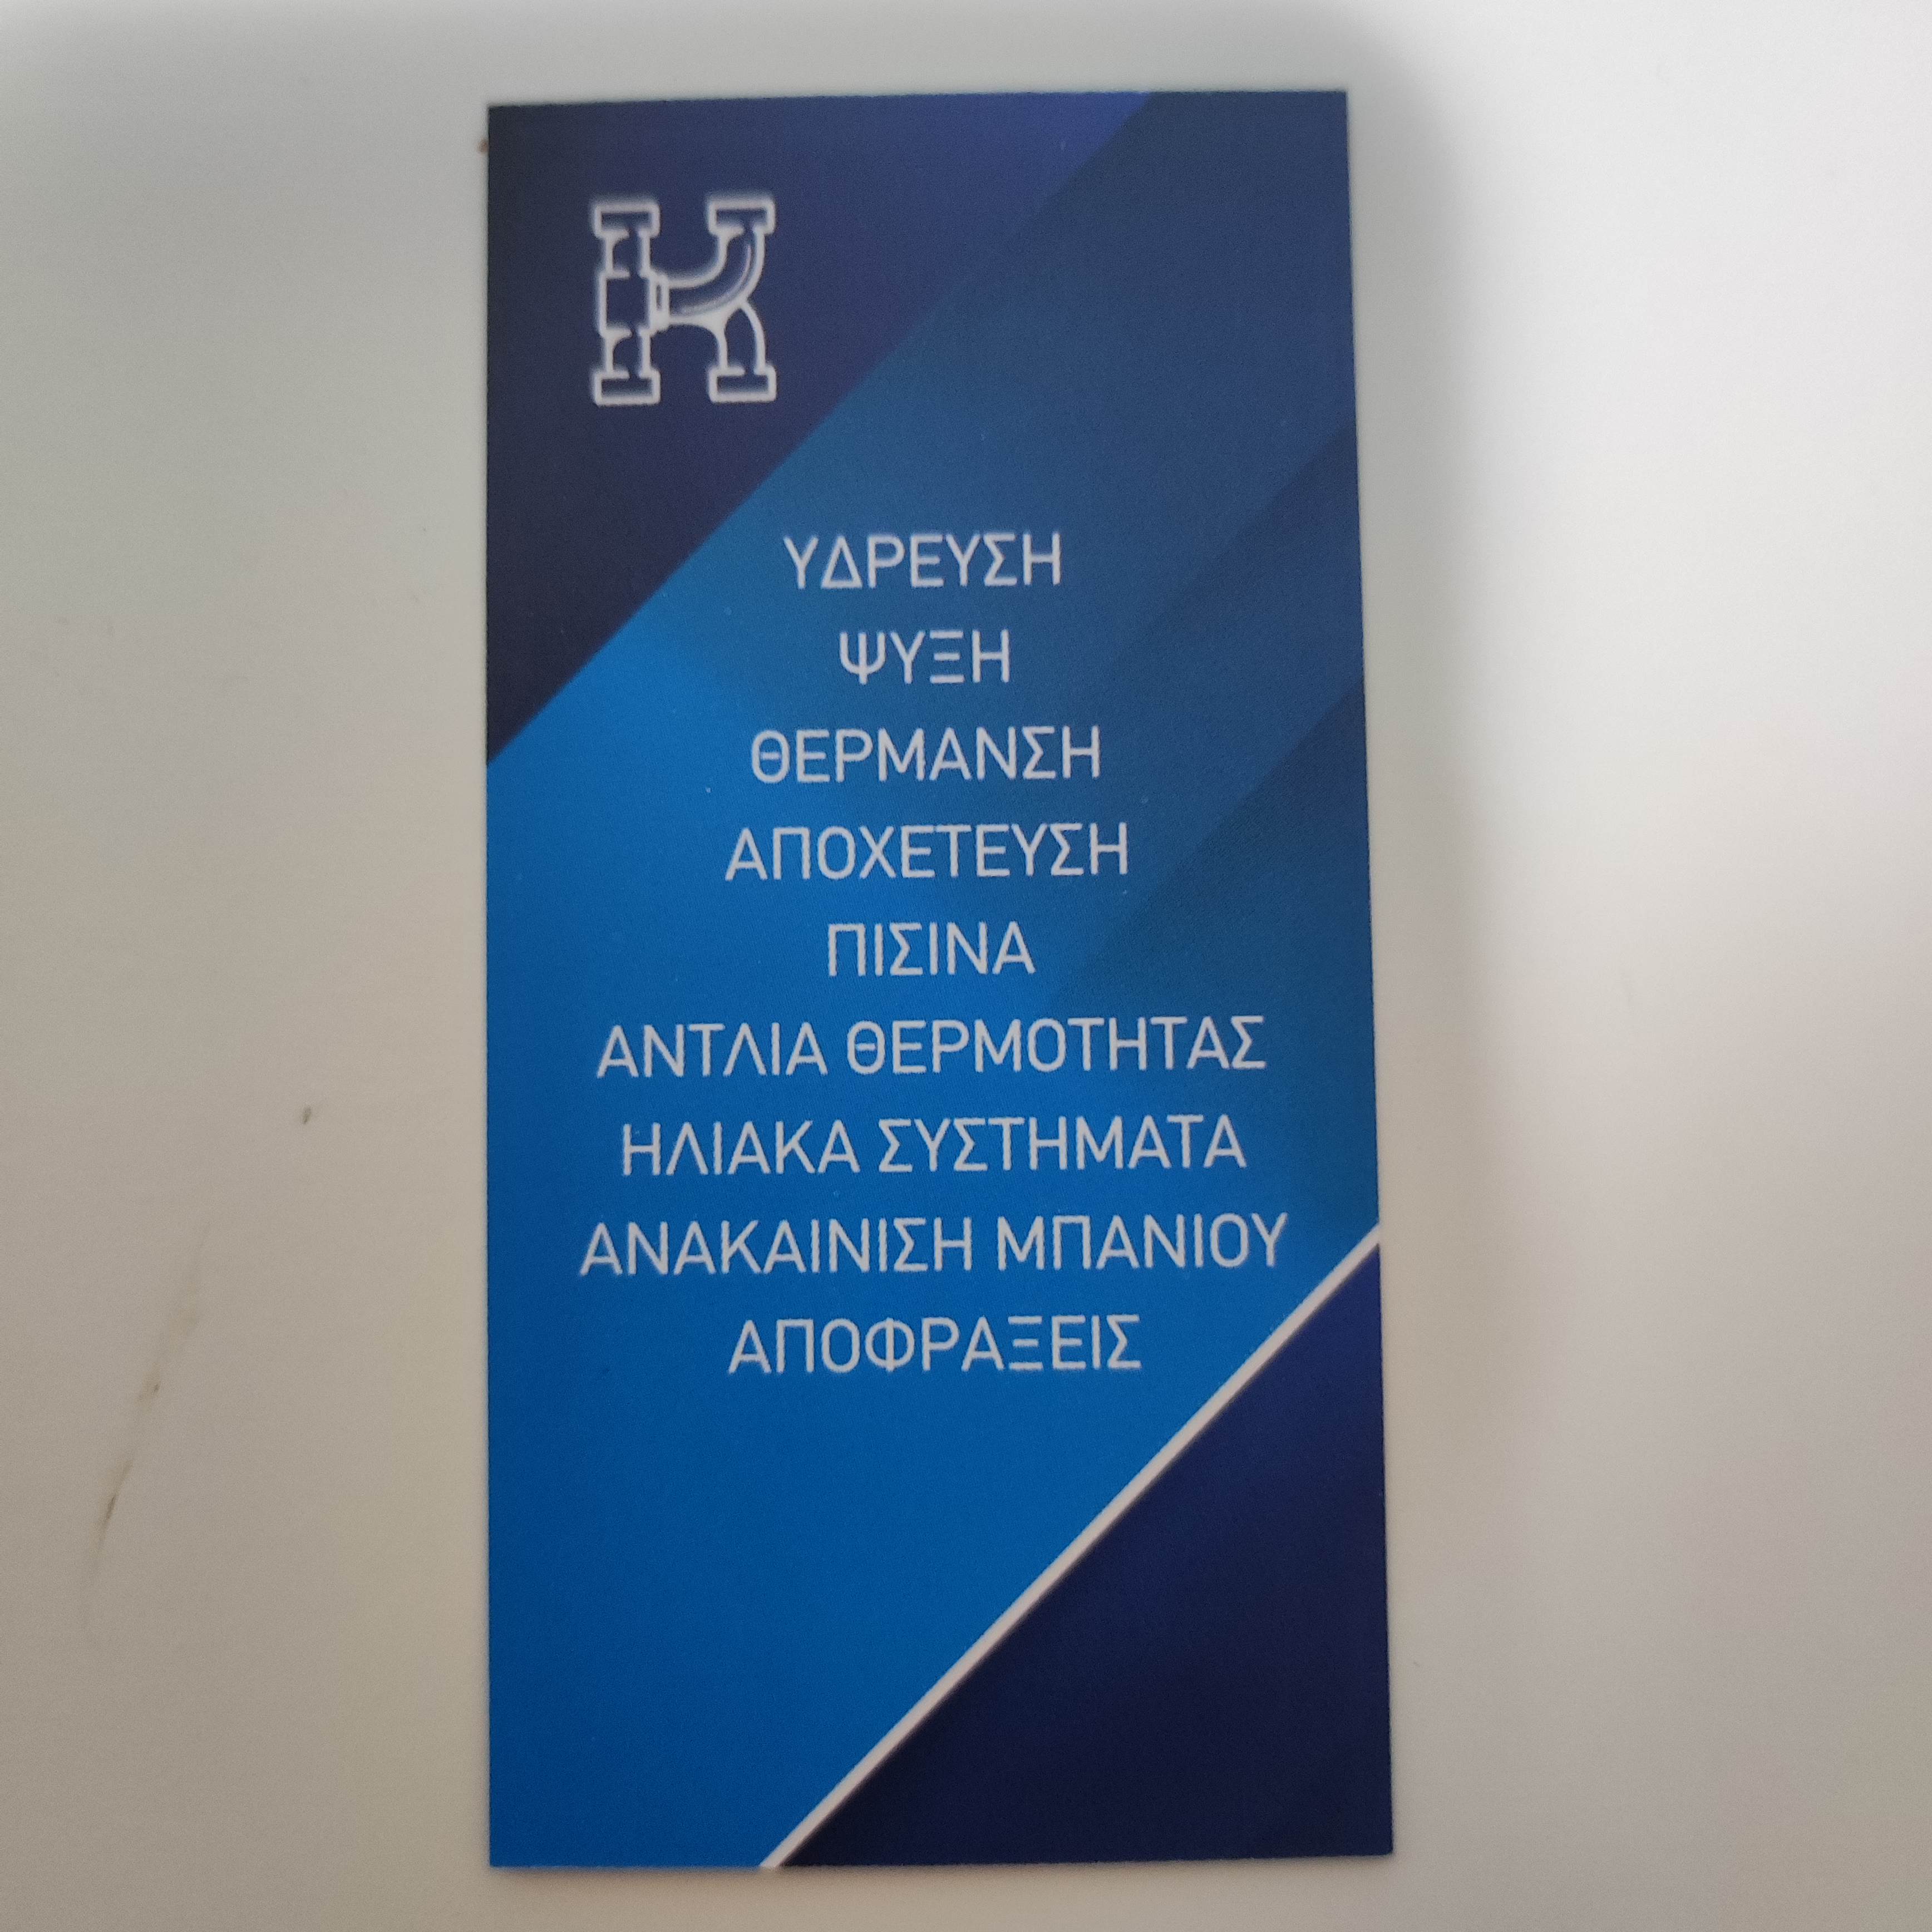 ΥΔΡΕΥΣΗ
ΨΥΞΗ
ΘΕΡΜΑΝΣΗ
ΑΠΟΧΕΤΕΥΣΗ
ΠΙΣΙΝΑ
ΑΝΤΛΙΑ ΘΕΡΜΟΤΗΤΑΣ
ΗΛΙΑΚΑ ΣΥΣΤΗΜΑΤΑ
ΑΝΑΚΑΙΝΙΣΗ ΜΠΑΝΙΟΥ
ΑΠΟΦΡΑΞΕΙΣ